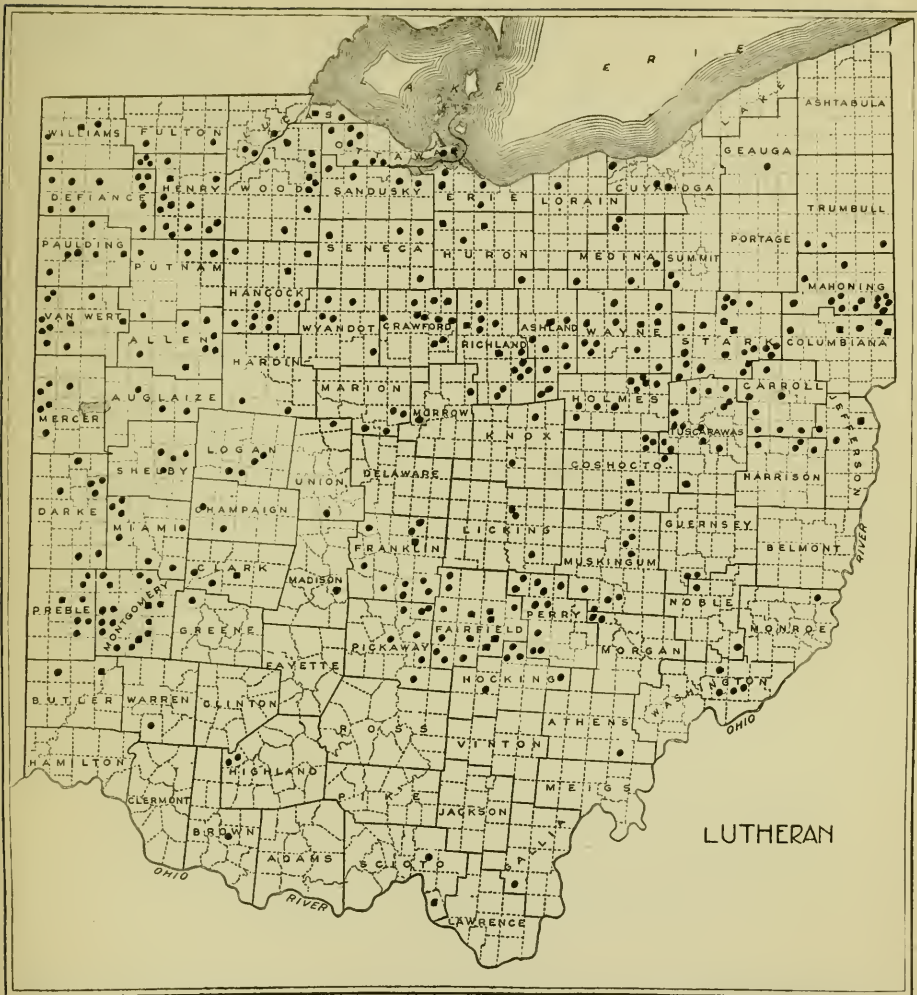 LAKE ERIE
WILLIAMS
FULTON
LUCAS
OTTAWA
LAKE
ASHTABULA
GEAUGA
DEFIANCE
HENRY
WOOD
SANDUSKY
ERIE
LORAIN
CUYAHOGA
TRUMBULL
PAULDING
PUTNAM
SENECA
HURON
MEDINA
SUMMIT
PORTAGE
MAHONING
HANCOCK
VAN WERT
ALLEN
WYANDOT
CRAWFORD
RICHLAND
ASHLAND
WAYNE
STARK
COLUMBIANA
HARDIN
MARION
MORROW
HOLMES
CARROLL
JEFFERSON
MERCER
AUGLAIZE
KNOX
TUSCARAWAS
LOGAN
UNION
DELAWARE
COSHOCTO
HARRISON
SHELBY
DARKE
MIAMI
CHAMPAIGN
LICKING
GUERNSEY
BELMONT
RIVER
FRANKLIN
MUSKINGUM
CLARK
MADISON
PREBLE
MONTGOMERY
GREENE
FAYETTE
PICKAWAY
FAIRFIELD
PERRY
NOBLE
MONROE
MORGAN
HOCKING
WASHINGTON
OHIO
BUTLER
WARREN
CLINTON
ROSS
ATHENS
VINTON
HAMILTON
HIGHLAND
MEIGS
CLERMONT
PIKE
JACKSON
BROWN
ADAMS
SCIOTO
LUTHERAN
OHIO
RIVER
LAWRENCE